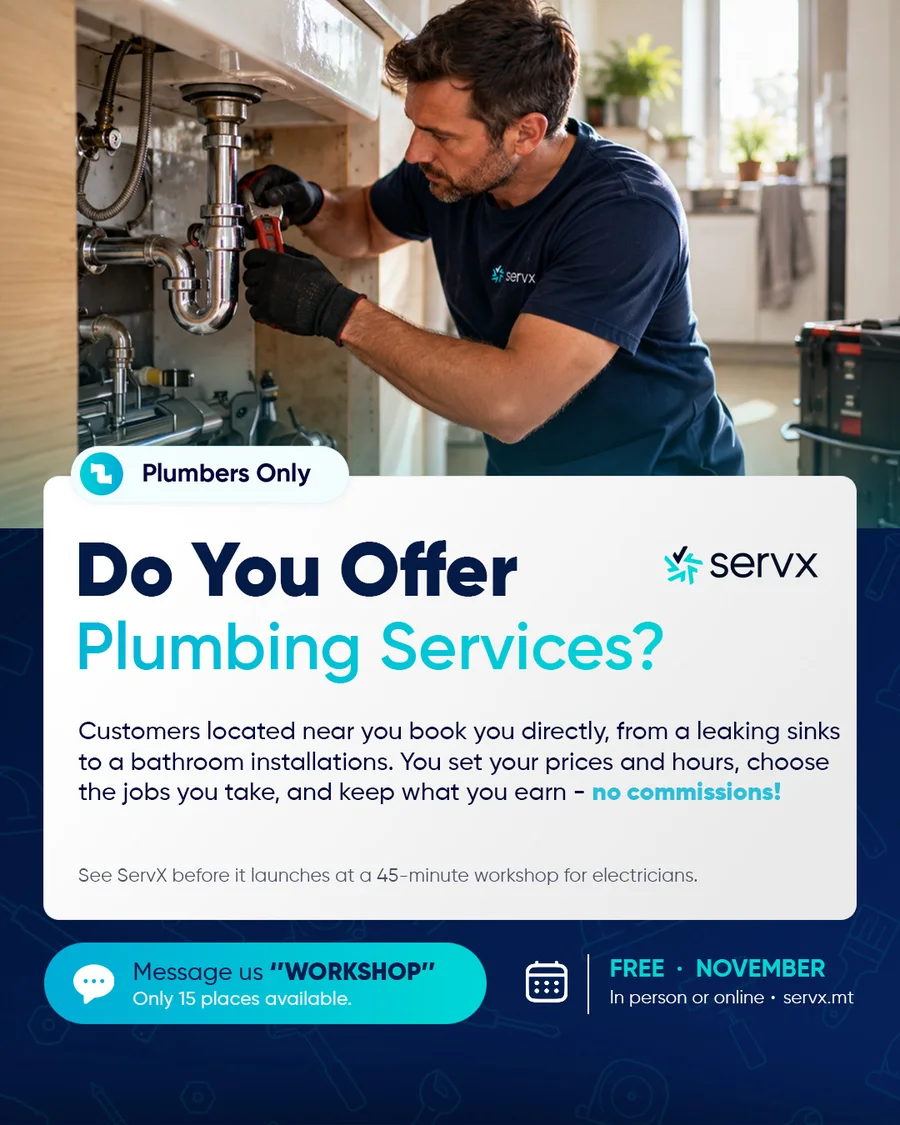 servx
Plumbers Only
Do You Offer
servx
Plumbing Services?
Customers located near you book you directly, from a leaking sinks
to a bathroom installations. You set your prices and hours, choose
the jobs you take, and keep what you earn - no commissions!
See ServX before it launches at a 45-minute workshop for electricians.
Message us "WORKSHOP"
Only 15 places available.
FREE · NOVEMBER
In person or online • servx.mt